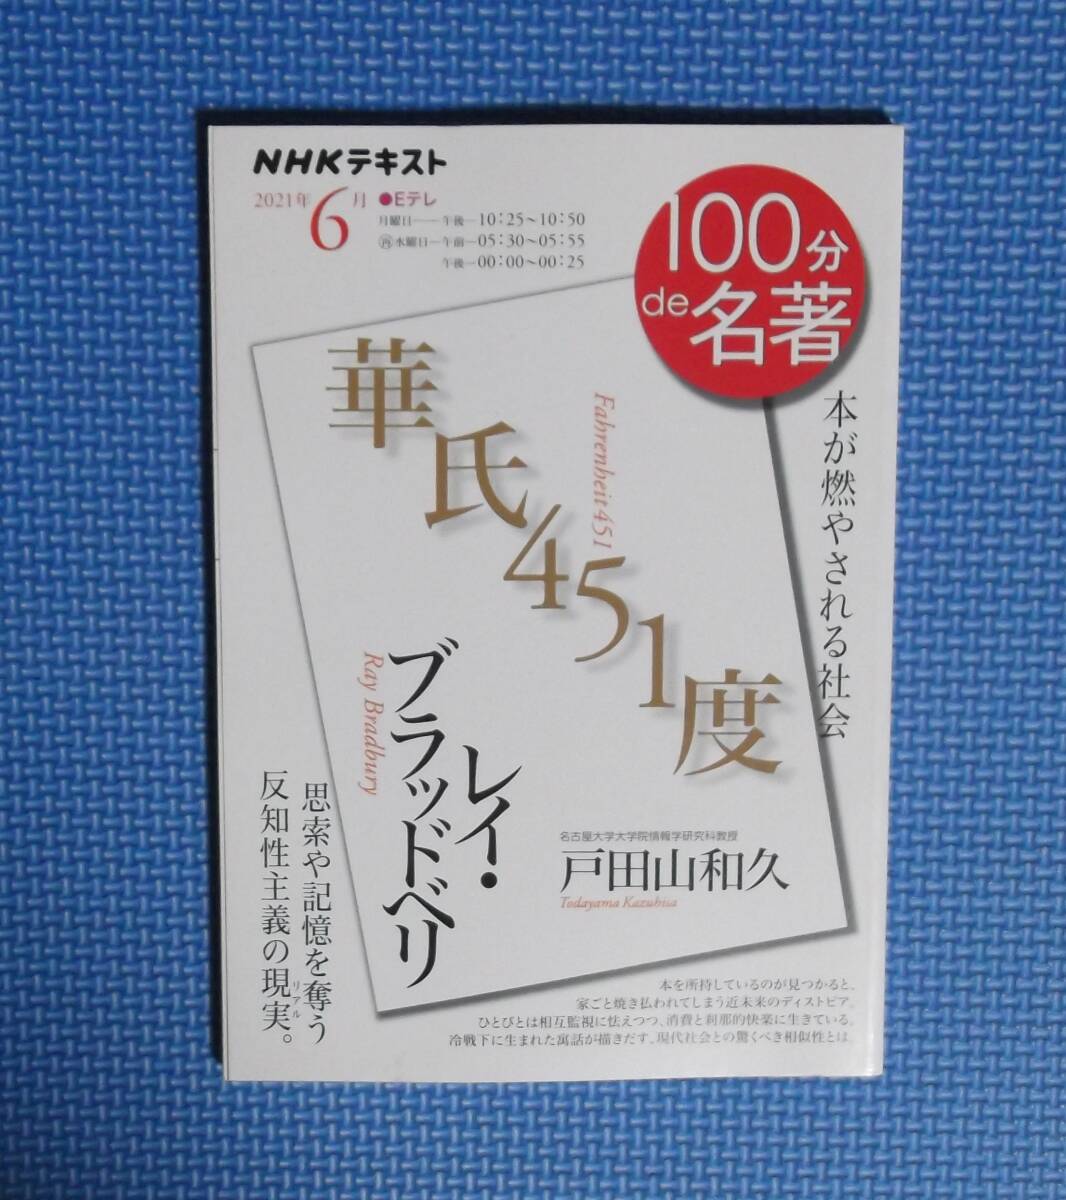 NHKテキスト
2021年6月 ●Eテレ
月曜日――午後―10:25〜10:50
再水曜日―午前―05:30〜05:55
午後―00:00〜00:25
100分
de名著
本が燃やされる社会
華氏451度
Fahrenheit 451
レイ・
ブラッドベリ
Ray Bradbury
名古屋大学大学院情報学研究科教授
戸田山和久
Todayama Kazuhisa
思索や記憶を奪う
反知性主義の現実。
リアル
本を所持しているのが見つかると、
家ごと焼き払われてしまう近未来のディストピア。
ひとびとは相互監視に怯えつつ、消費と刹那的快楽に生きている。
冷戦下に生まれた寓話が描きだす、現代社会との驚くべき相似性とは。